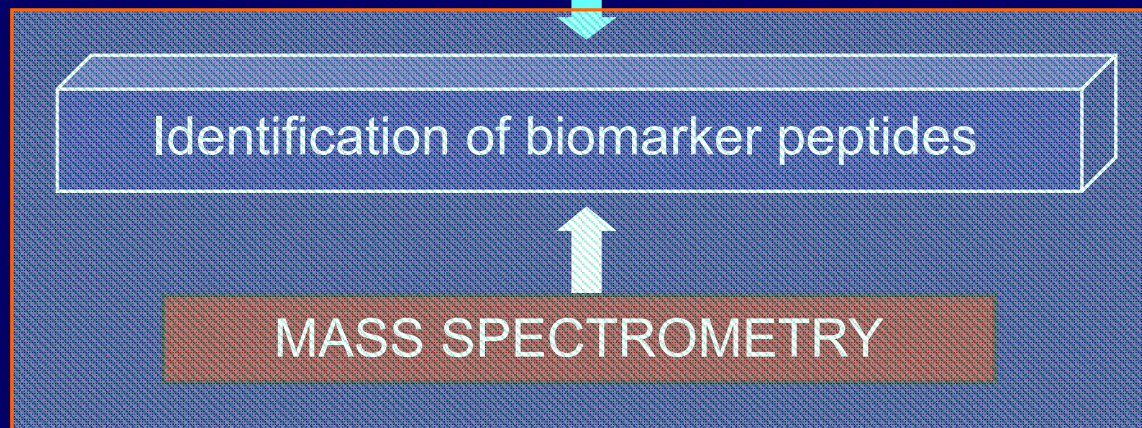 Identification of biomarker peptides
MASS SPECTROMETRY